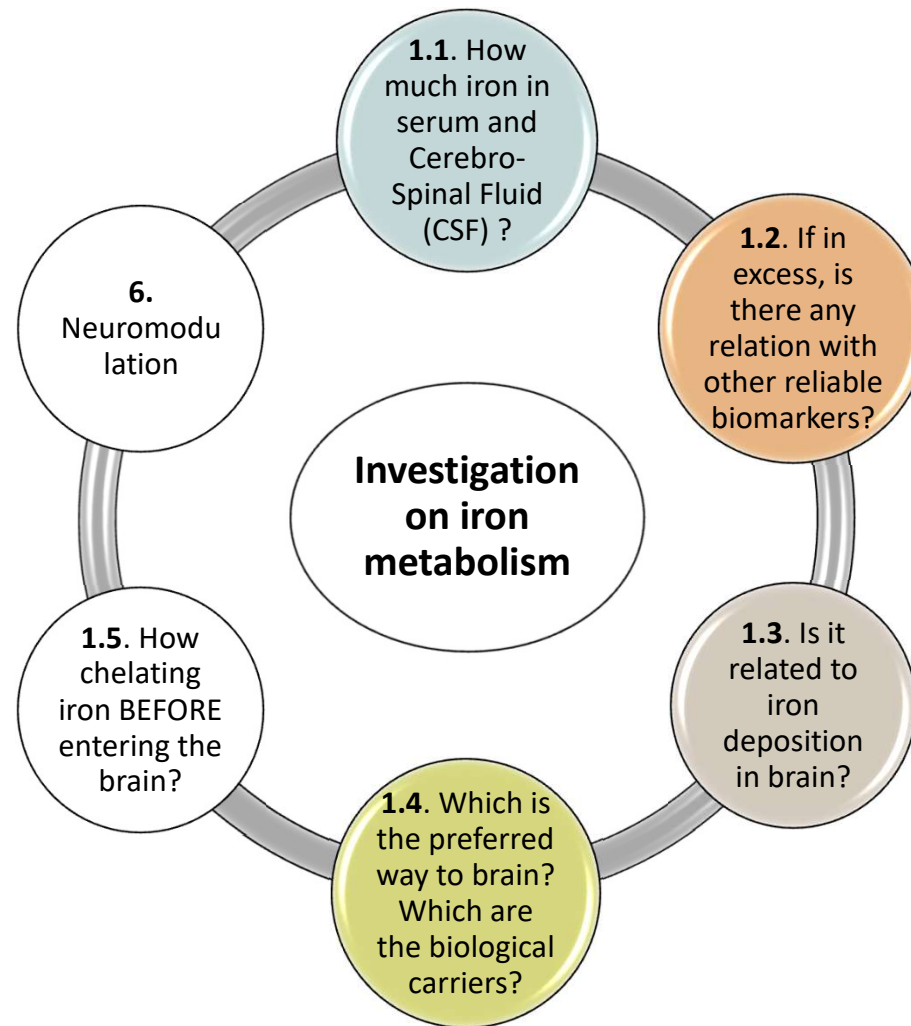 1.1. How
much iron in
serum and
Cerebro-
Spinal Fluid
(CSF) ?
1.2. If in
excess, is
there any
relation with
other reliable
biomarkers?
1.3. Is it
related to
iron
deposition
in brain?
1.4. Which is
the preferred
way to brain?
Which are
the biological
carriers?
1.5. How
chelating
iron BEFORE
entering the
brain?
6.
Neuromodu
lation
Investigation
on iron
metabolism